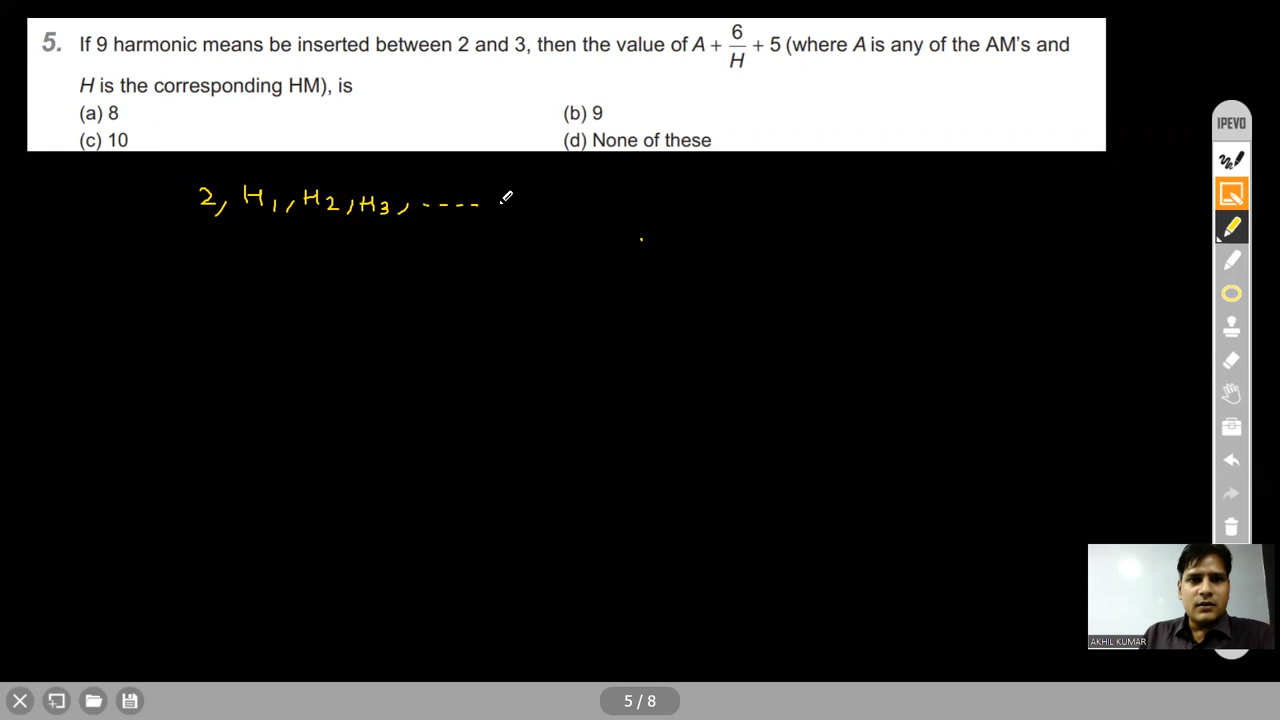 5. If 9 harmonic means be inserted between 2 and 3, then the value of A + 6/H + 5 (where A is any of the AM's and
H is the corresponding HM), is
(a) 8 (b) 9
(c) 10 (d) None of these
2, H1, H2, H3, ----
IPEVO
AKHIL KUMAR
5 / 8